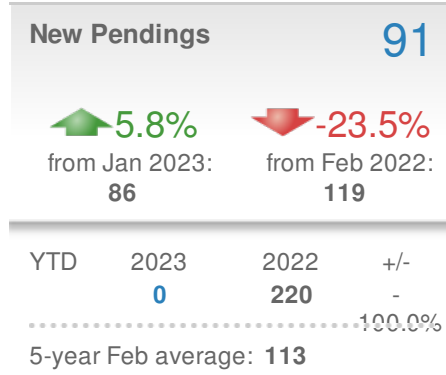 New Pendings 91
5.8% -23.5%
from Jan 2023: from Feb 2022:
86 119
YTD 2023 2022 +/-
0 220 -
100.0%
5-year Feb average: 113